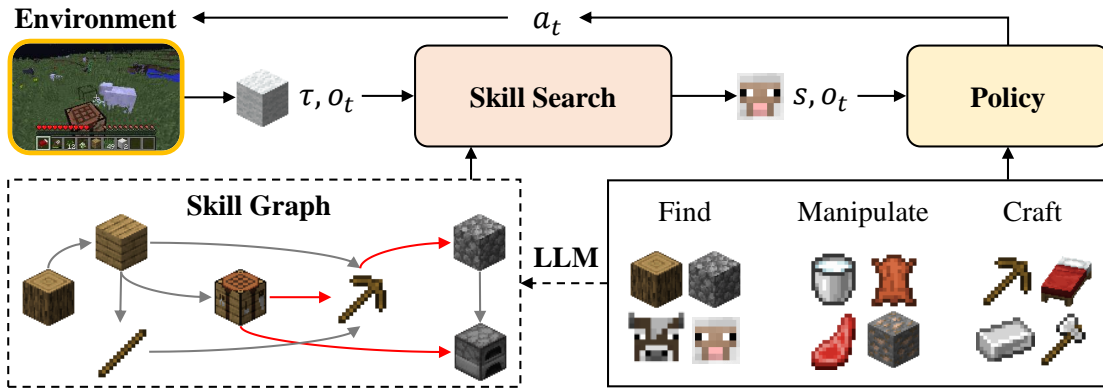 Environment
a_t
τ, o_t
Skill Search
s, o_t
Policy
Skill Graph
LLM
Find
Manipulate
Craft